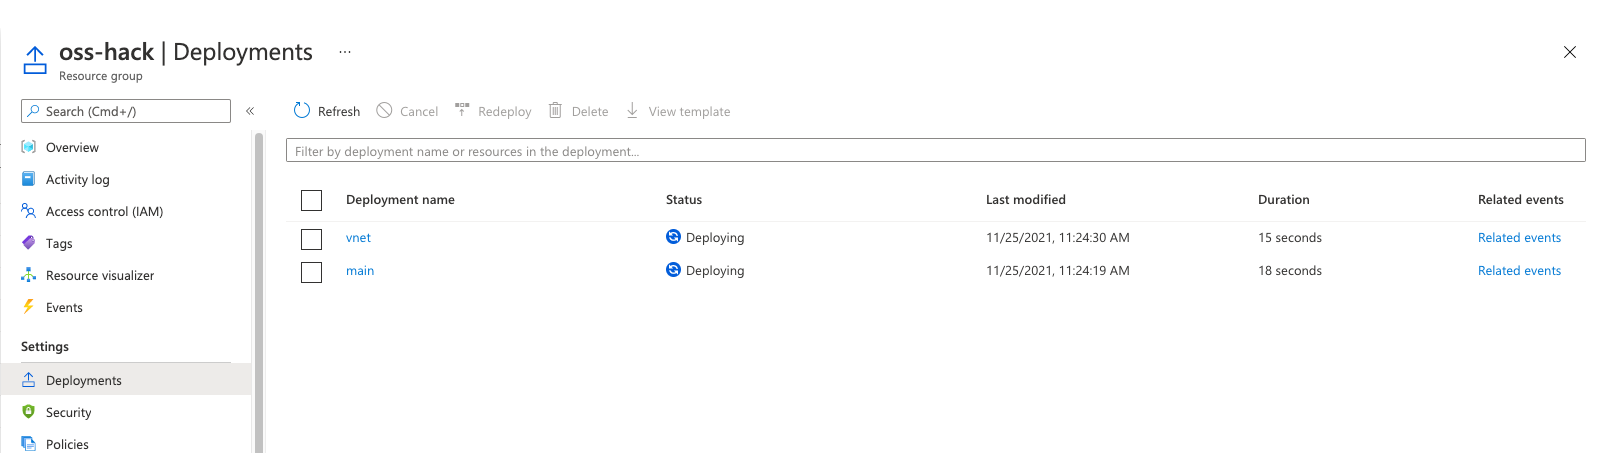 oss-hack | Deployments ...
Resource group
Search (Cmd+/)
«
Refresh Cancel Redeploy Delete View template
Overview
Activity log
Access control (IAM)
Tags
Resource visualizer
Events
Settings
Deployments
Security
Policies
Filter by deployment name or resources in the deployment...
Deployment name Status Last modified Duration Related events
vnet Deploying 11/25/2021, 11:24:30 AM 15 seconds Related events
main Deploying 11/25/2021, 11:24:19 AM 18 seconds Related events